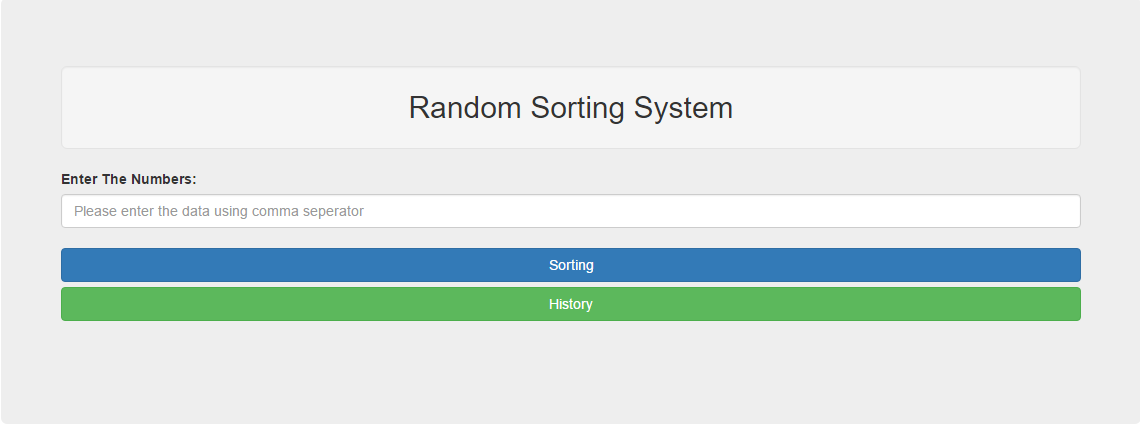 Random Sorting System
Enter The Numbers:
Please enter the data using comma seperator
Sorting
History